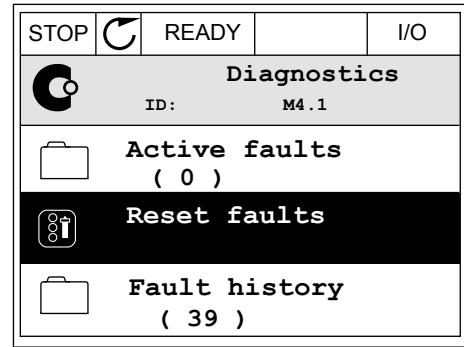 STOP READY I/O
Diagnostics
ID: M4.1
Active faults
( 0 )
Reset faults
Fault history
( 39 )